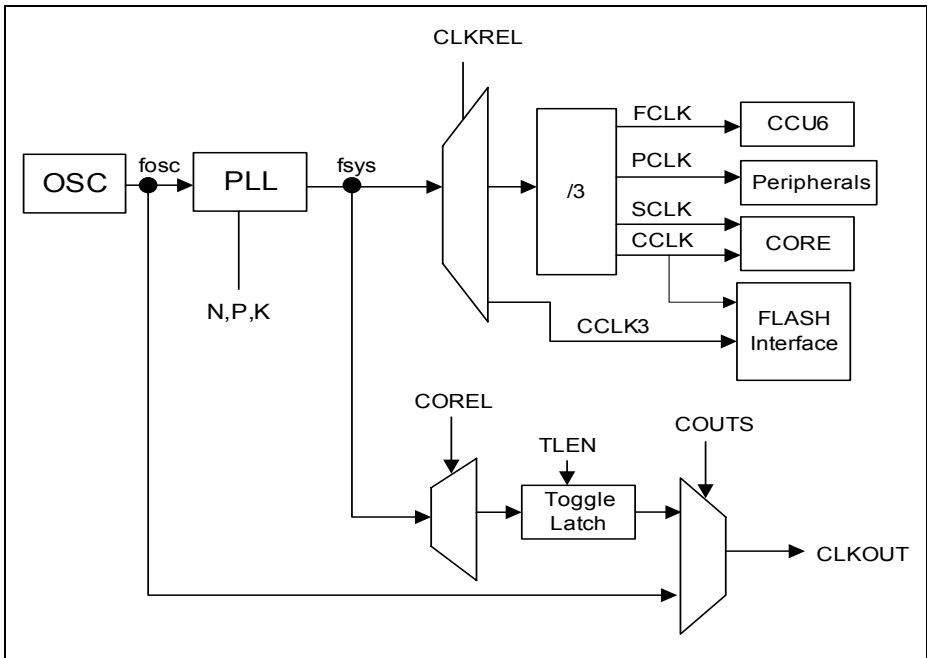 CLKREL
FCLK
CCU6
fosc
fsys
PCLK
OSC
PLL
/3
Peripherals
SCLK
CCLK
CORE
N,P,K
CCLK3
FLASH
Interface
COREL
TLEN
COUTS
Toggle
Latch
CLKOUT